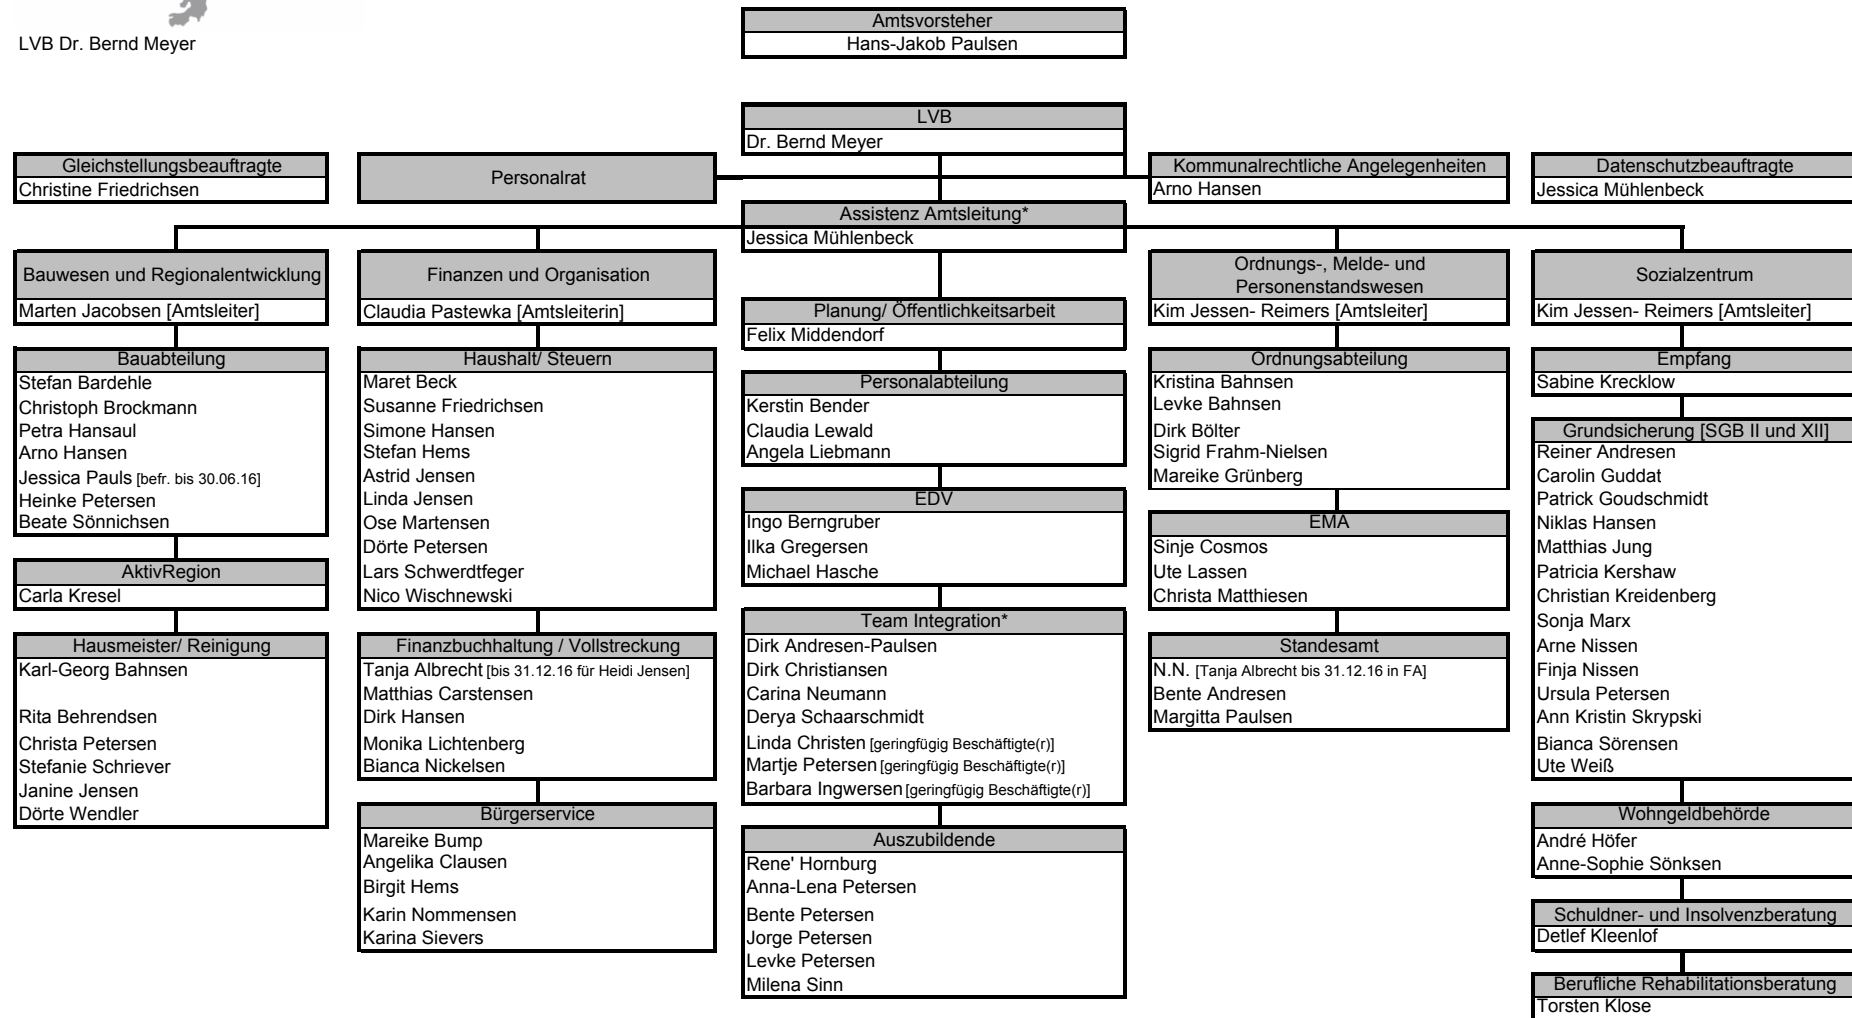 LVB Dr. Bernd Meyer
Amtsvorsteher
Hans-Jakob Paulsen
LVB
Dr. Bernd Meyer
Gleichstellungsbeauftragte
Christine Friedrichsen
Personalrat
Kommunalrechtliche Angelegenheiten
Arno Hansen
Datenschutzbeauftragte
Jessica Mühlenbeck
Assistenz Amtsleitung*
Jessica Mühlenbeck
Bauwesen und Regionalentwicklung
Marten Jacobsen [Amtsleiter]
Bauabteilung
Stefan Bardehle
Christoph Brockmann
Petra Hansaul
Arno Hansen
Jessica Pauls [befr. bis 30.06.16]
Heinke Petersen
Beate Sönnichsen
AktivRegion
Carla Kresel
Hausmeister/ Reinigung
Karl-Georg Bahnsen
Rita Behrendsen
Christa Petersen
Stefanie Schriever
Janine Jensen
Dörte Wendler
Finanzen und Organisation
Claudia Pastewka [Amtsleiterin]
Haushalt/ Steuern
Maret Beck
Susanne Friedrichsen
Simone Hansen
Stefan Hems
Astrid Jensen
Linda Jensen
Ose Martensen
Dörte Petersen
Lars Schwerdtfeger
Nico Wischnewski
Finanzbuchhaltung / Vollstreckung
Tanja Albrecht [bis 31.12.16 für Heidi Jensen]
Matthias Carstensen
Dirk Hansen
Monika Lichtenberg
Bianca Nickelsen
Bürgerservice
Mareike Bump
Angelika Clausen
Birgit Hems
Karin Nommensen
Karina Sievers
Planung/ Öffentlichkeitsarbeit
Felix Middendorf
Personalabteilung
Kerstin Bender
Claudia Lewald
Angela Liebmann
EDV
Ingo Berngruber
Ilka Gregersen
Michael Hasche
Team Integration*
Dirk Andresen-Paulsen
Dirk Christiansen
Carina Neumann
Derya Schaarschmidt
Linda Christen [geringfügig Beschäftigte(r)]
Martje Petersen [geringfügig Beschäftigte(r)]
Barbara Ingwersen [geringfügig Beschäftigte(r)]
Auszubildende
Rene' Hornburg
Anna-Lena Petersen
Bente Petersen
Jorge Petersen
Levke Petersen
Milena Sinn
Ordnungs-, Melde- und
Personenstandswesen
Kim Jessen- Reimers [Amtsleiter]
Ordnungsabteilung
Kristina Bahnsen
Levke Bahnsen
Dirk Bölter
Sigrid Frahm-Nielsen
Mareike Grünberg
EMA
Sinje Cosmos
Ute Lassen
Christa Matthiesen
Standesamt
N.N. [Tanja Albrecht bis 31.12.16 in FA]
Bente Andresen
Margitta Paulsen
Sozialzentrum
Kim Jessen- Reimers [Amtsleiter]
Empfang
Sabine Krecklow
Grundsicherung [SGB II und XII]
Reiner Andresen
Carolin Guddat
Patrick Goudschmidt
Niklas Hansen
Matthias Jung
Patricia Kershaw
Christian Kreidenberg
Sonja Marx
Arne Nissen
Finja Nissen
Ursula Petersen
Ann Kristin Skrypski
Bianca Sörensen
Ute Weiß
Wohngeldbehörde
André Höfer
Anne-Sophie Sönksen
Schuldner- und Insolvenzberatung
Detlef Kleenlof
Berufliche Rehabilitationsberatung
Torsten Klose